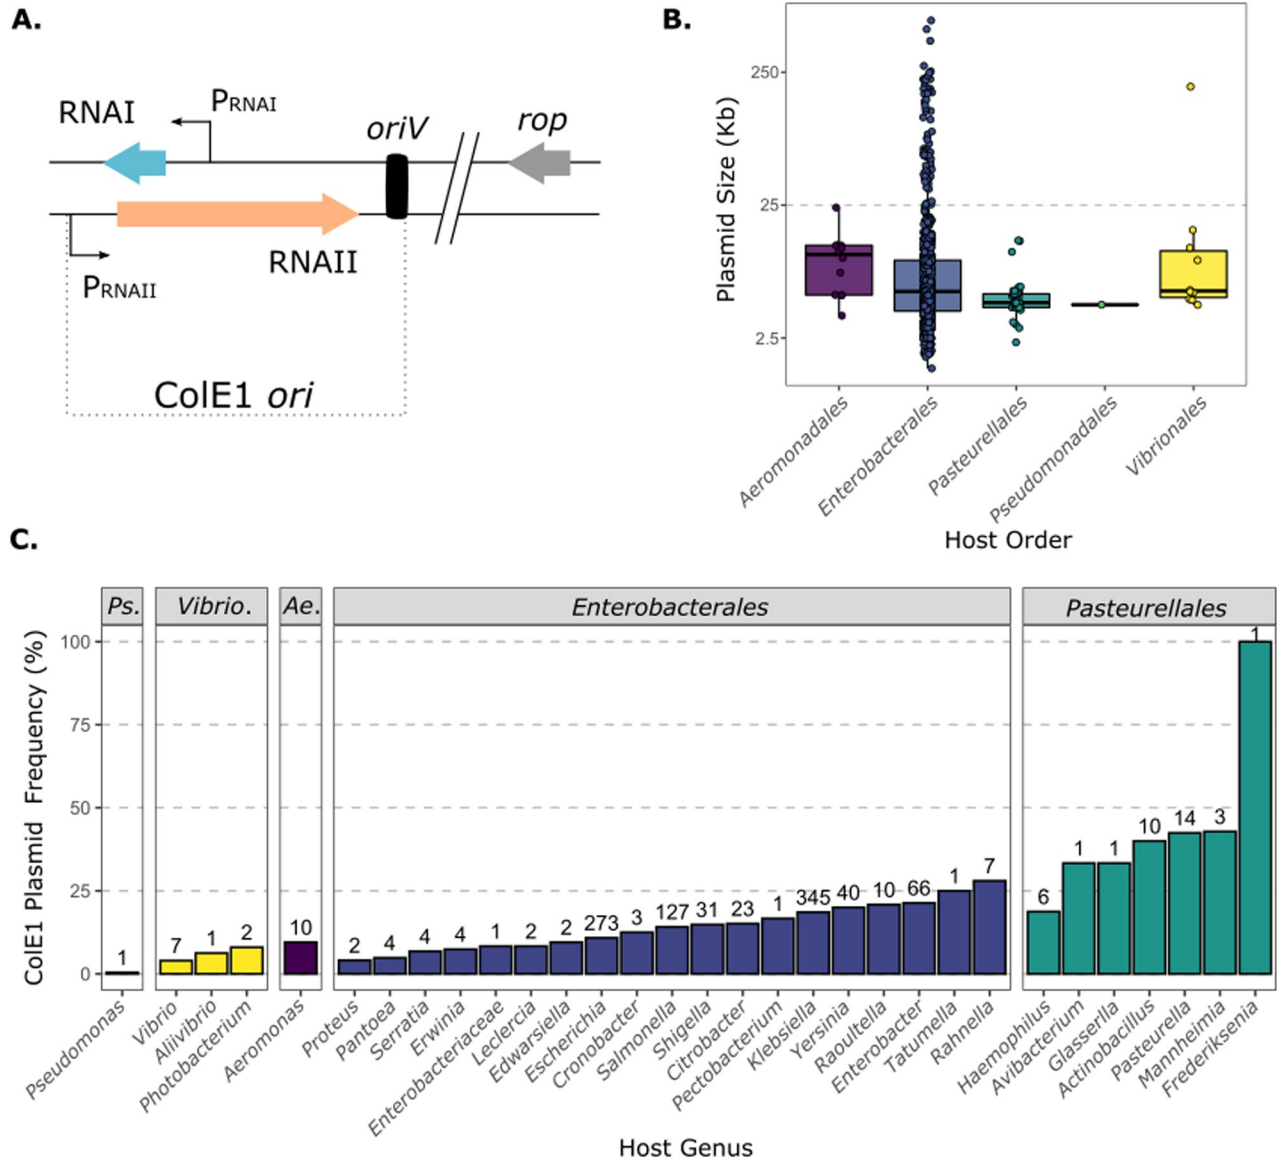 A.
RNAI
PRNAI
oriV
rop
RNAII
PRNAII
ColE1 ori
B.
Plasmid Size (Kb)
250
25
2.5
Aeromonadales
Enterobacterales
Pasteurellales
Pseudomonadales
Vibrionales
Host Order
C.
Ps.
Vibrio.
Ae.
Enterobacterales
Pasteurellales
ColE1 Plasmid Frequency (%)
100
75
50
25
0
1
7
1
2
10
2
4
4
4
1
2
2
273
3
127
31
23
1
345
40
10
66
1
7
6
1
1
10
14
3
1
Pseudomonas
Vibrio
Aliivibrio
Photobacterium
Aeromonas
Proteus
Pantoea
Serratia
Erwinia
Enterobacteriaceae
Leclercia
Edwarsiella
Escherichia
Cronobacter
Salmonella
Shigella
Citrobacter
Pectobacterium
Klebsiella
Yersinia
Raoultella
Enterobacter
Tatumella
Rahnella
Haemophilus
Avibacterium
Glasserlla
Actinobacillus
Pasteurella
Mannheimia
Frederiksenia
Host Genus